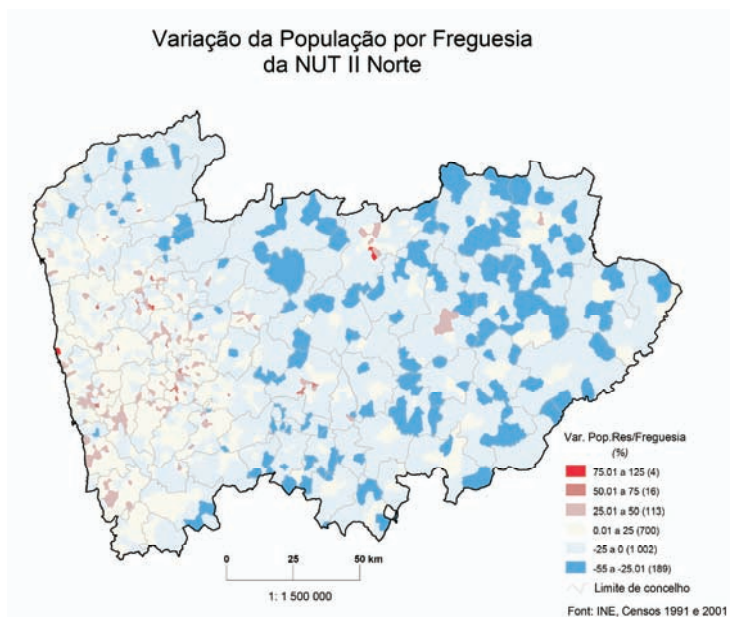 Variação da População por Freguesia
da NUT II Norte
Var. Pop.Res/Freguesia
(%)
75.01 a 125 (4)
50.01 a 75 (16)
25.01 a 50 (113)
0.01 a 25 (700)
-25 a 0 (1 002)
-55 a -25.01 (189)
Limite de concelho
0 25 50 km
1: 1 500 000
Font: INE, Censos 1991 e 2001